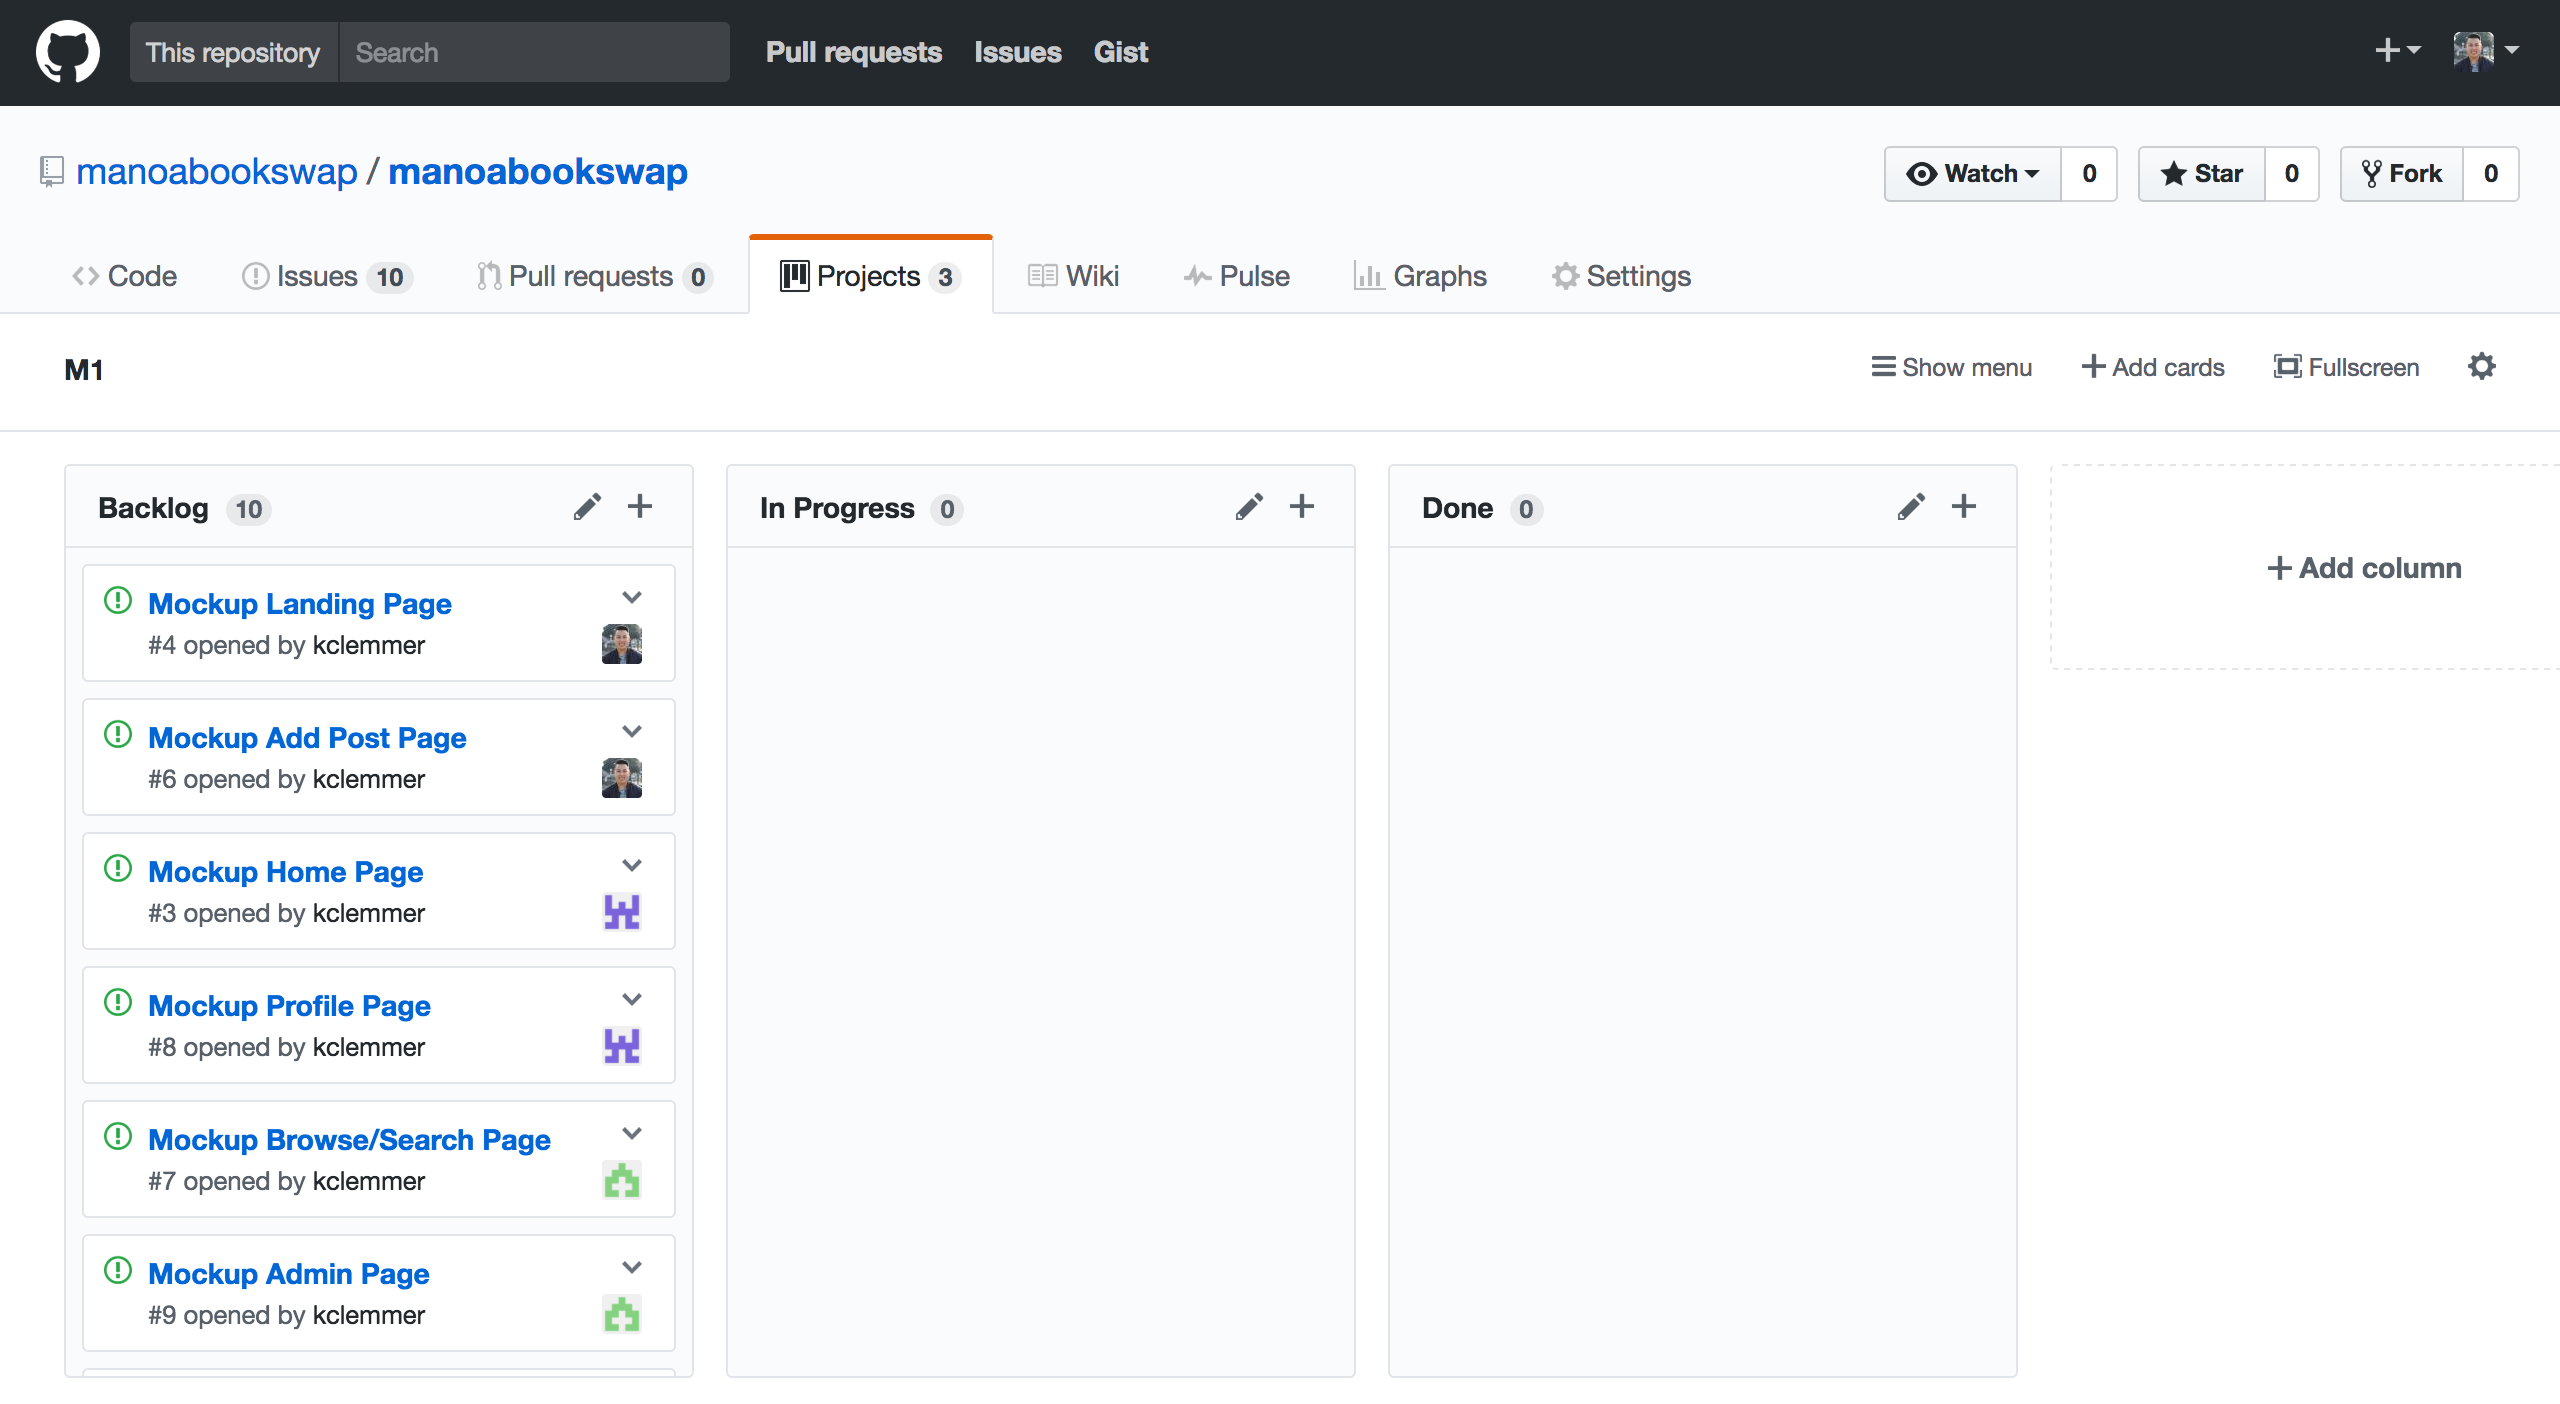 This repository Search Pull requests Issues Gist
manoabookswap / manoabookswap
Watch 0 Star 0 Fork 0
Code Issues 10 Pull requests 0 Projects 3 Wiki Pulse Graphs Settings
M1
Show menu Add cards Fullscreen
Backlog 10
Mockup Landing Page
#4 opened by kclemmer
Mockup Add Post Page
#6 opened by kclemmer
Mockup Home Page
#3 opened by kclemmer
Mockup Profile Page
#8 opened by kclemmer
Mockup Browse/Search Page
#7 opened by kclemmer
Mockup Admin Page
#9 opened by kclemmer
In Progress 0
Done 0
Add column